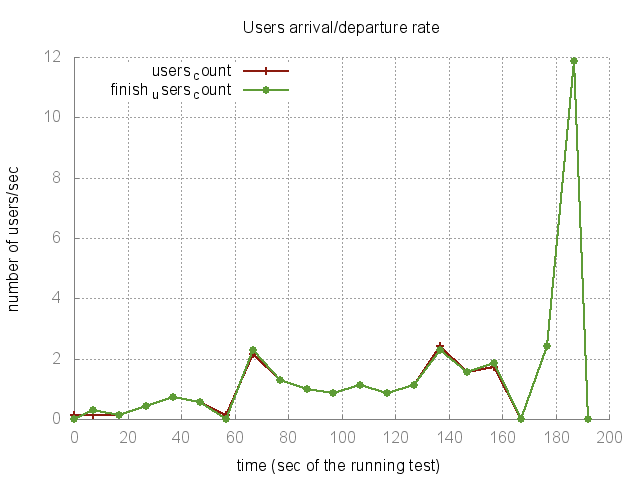 Users arrival/departure rate
users_count
finish_users_count
12
10
8
6
4
2
0
number of users/sec
0 20 40 60 80 100 120 140 160 180 200
time (sec of the running test)